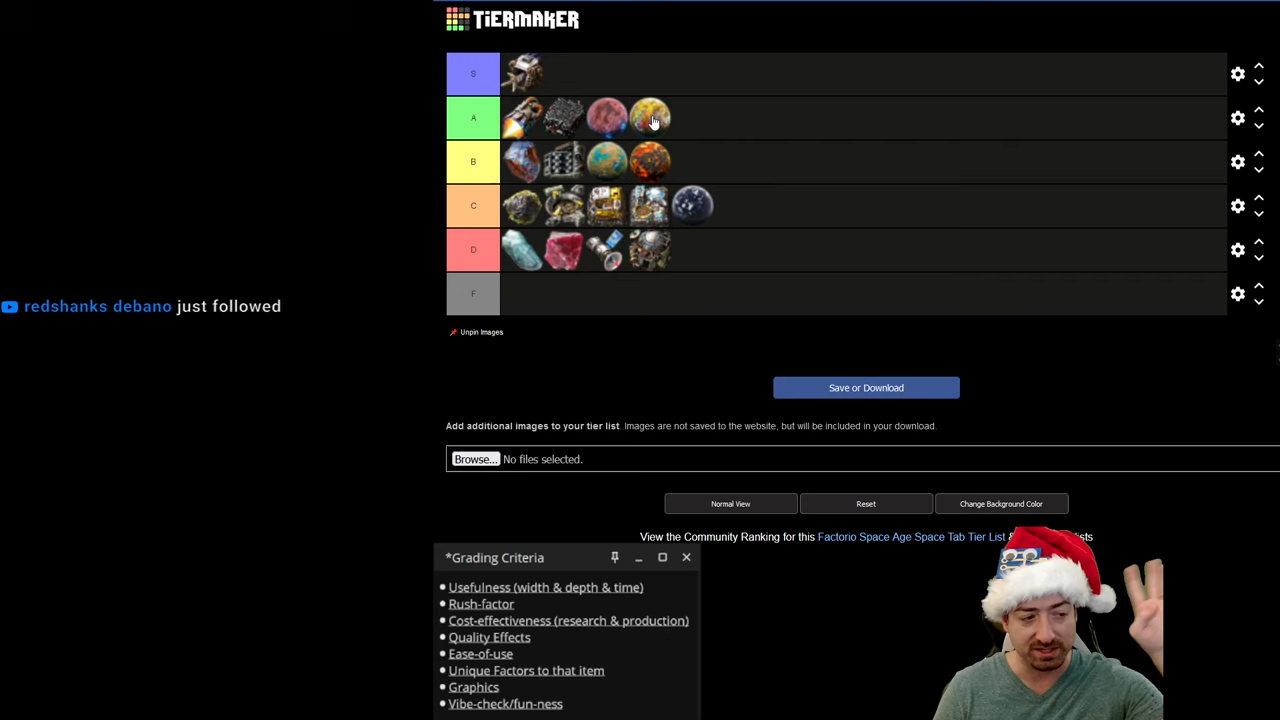 TIERMAKER
S
A
B
C
D
F
redshanks debano just followed
Unpin Images
Save or Download
Add additional images to your tier list. Images are not saved to the website, but will be included in your download.
Browse... No files selected.
Normal View
Reset
Change Background Color
View the Community Ranking for this Factorio Space Age Space Tab Tier List & lists
*Grading Criteria
Usefulness (width & depth & time)
Rush-factor
Cost-effectiveness (research & production)
Quality Effects
Ease-of-use
Unique Factors to that item
Graphics
Vibe-check/fun-ness